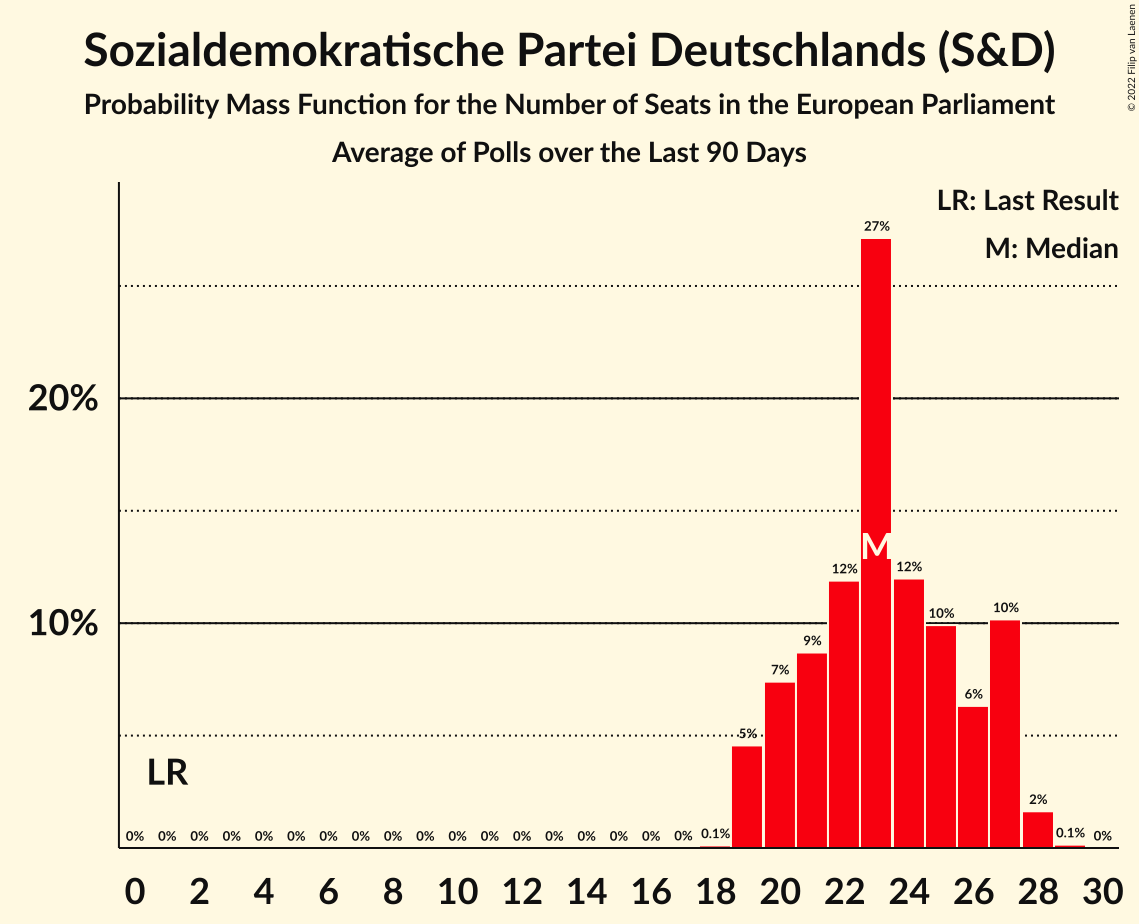 Sozialdemokratische Partei Deutschlands (S&D)
Probability Mass Function for the Number of Seats in the European Parliament
Average of Polls over the Last 90 Days
© 2022 Filip van Laenen
LR: Last Result
M: Median
27%
20%
M
12% 12%
10%
10% 10%
9%
7%
6%
5%
LR
2%
0% 0% 0% 0% 0% 0% 0% 0% 0% 0% 0% 0% 0% 0% 0% 0% 0% 0% 0.1% 0.1% 0%
0 2 4 6 8 10 12 14 16 18 20 22 24 26 28 30